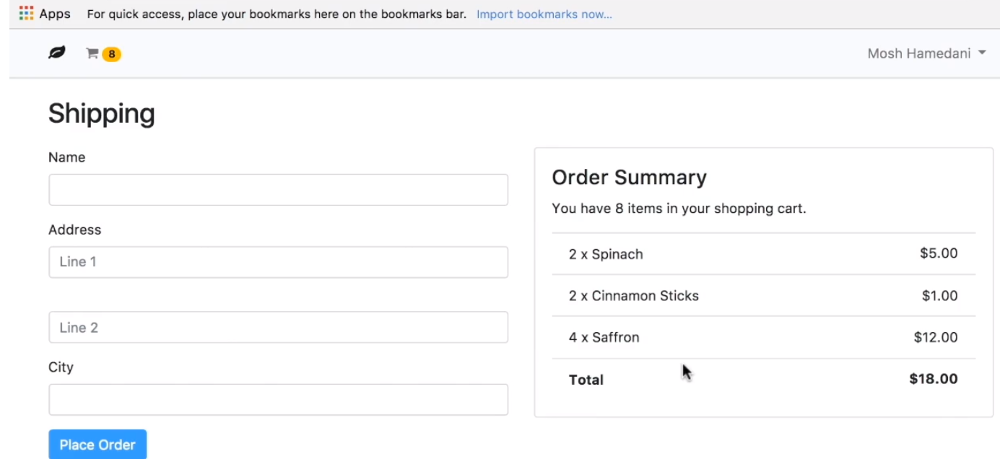 Apps For quick access, place your bookmarks here on the bookmarks bar. Import bookmarks now...
8 Mosh Hamedani
Shipping
Name
Address
Line 1
Line 2
City
Place Order
Order Summary
You have 8 items in your shopping cart.
2 x Spinach $5.00
2 x Cinnamon Sticks $1.00
4 x Saffron $12.00
Total $18.00